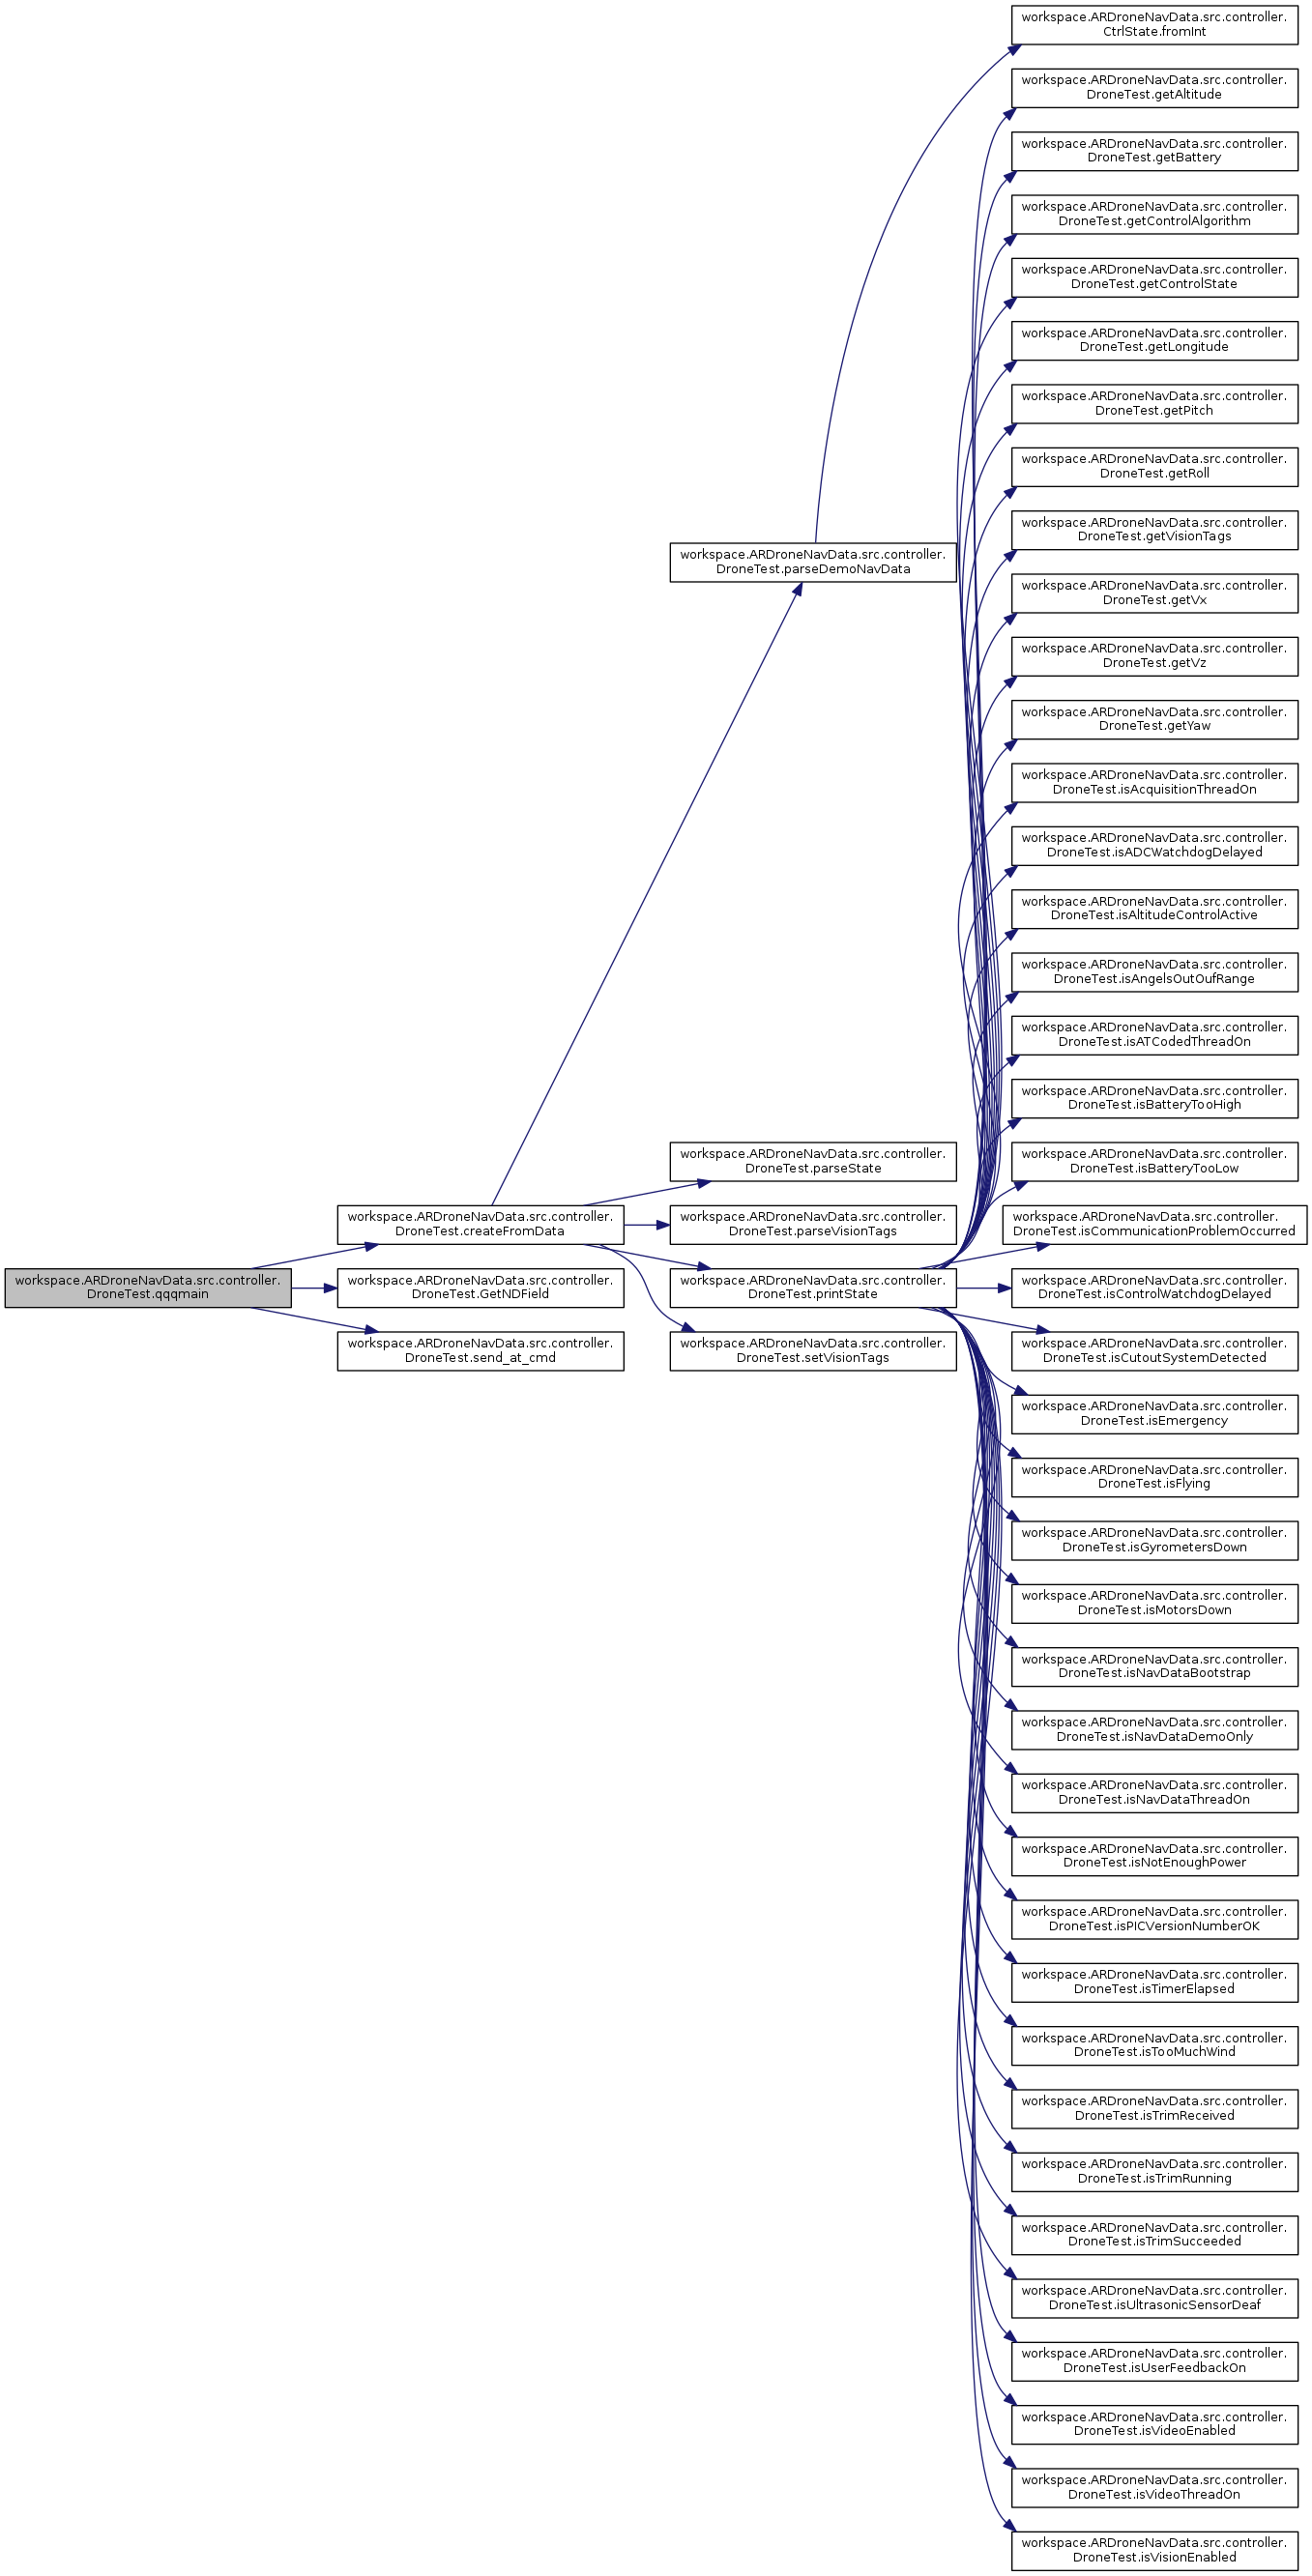 workspace.ARDroneNavData.src.controller.
DroneTest.qqqmain
workspace.ARDroneNavData.src.controller.
DroneTest.createFromData
workspace.ARDroneNavData.src.controller.
DroneTest.GetNDField
workspace.ARDroneNavData.src.controller.
DroneTest.send_at_cmd
workspace.ARDroneNavData.src.controller.
DroneTest.parseDemoNavData
workspace.ARDroneNavData.src.controller.
DroneTest.parseState
workspace.ARDroneNavData.src.controller.
DroneTest.parseVisionTags
workspace.ARDroneNavData.src.controller.
DroneTest.printState
workspace.ARDroneNavData.src.controller.
DroneTest.setVisionTags
workspace.ARDroneNavData.src.controller.
CtrlState.fromInt
workspace.ARDroneNavData.src.controller.
DroneTest.getAltitude
workspace.ARDroneNavData.src.controller.
DroneTest.getBattery
workspace.ARDroneNavData.src.controller.
DroneTest.getControlAlgorithm
workspace.ARDroneNavData.src.controller.
DroneTest.getControlState
workspace.ARDroneNavData.src.controller.
DroneTest.getLongitude
workspace.ARDroneNavData.src.controller.
DroneTest.getPitch
workspace.ARDroneNavData.src.controller.
DroneTest.getRoll
workspace.ARDroneNavData.src.controller.
DroneTest.getVisionTags
workspace.ARDroneNavData.src.controller.
DroneTest.getVx
workspace.ARDroneNavData.src.controller.
DroneTest.getVz
workspace.ARDroneNavData.src.controller.
DroneTest.getYaw
workspace.ARDroneNavData.src.controller.
DroneTest.isAcquisitionThreadOn
workspace.ARDroneNavData.src.controller.
DroneTest.isADCWatchdogDelayed
workspace.ARDroneNavData.src.controller.
DroneTest.isAltitudeControlActive
workspace.ARDroneNavData.src.controller.
DroneTest.isAngelsOutOufRange
workspace.ARDroneNavData.src.controller.
DroneTest.isATCodedThreadOn
workspace.ARDroneNavData.src.controller.
DroneTest.isBatteryTooHigh
workspace.ARDroneNavData.src.controller.
DroneTest.isBatteryTooLow
workspace.ARDroneNavData.src.controller.
DroneTest.isCommunicationProblemOccurred
workspace.ARDroneNavData.src.controller.
DroneTest.isControlWatchdogDelayed
workspace.ARDroneNavData.src.controller.
DroneTest.isCutoutSystemDetected
workspace.ARDroneNavData.src.controller.
DroneTest.isEmergency
workspace.ARDroneNavData.src.controller.
DroneTest.isFlying
workspace.ARDroneNavData.src.controller.
DroneTest.isGyrometersDown
workspace.ARDroneNavData.src.controller.
DroneTest.isMotorsDown
workspace.ARDroneNavData.src.controller.
DroneTest.isNavDataBootstrap
workspace.ARDroneNavData.src.controller.
DroneTest.isNavDataDemoOnly
workspace.ARDroneNavData.src.controller.
DroneTest.isNavDataThreadOn
workspace.ARDroneNavData.src.controller.
DroneTest.isNotEnoughPower
workspace.ARDroneNavData.src.controller.
DroneTest.isPICVersionNumberOK
workspace.ARDroneNavData.src.controller.
DroneTest.isTimerElapsed
workspace.ARDroneNavData.src.controller.
DroneTest.isTooMuchWind
workspace.ARDroneNavData.src.controller.
DroneTest.isTrimReceived
workspace.ARDroneNavData.src.controller.
DroneTest.isTrimRunning
workspace.ARDroneNavData.src.controller.
DroneTest.isTrimSucceeded
workspace.ARDroneNavData.src.controller.
DroneTest.isUltrasonicSensorDeaf
workspace.ARDroneNavData.src.controller.
DroneTest.isUserFeedbackOn
workspace.ARDroneNavData.src.controller.
DroneTest.isVideoEnabled
workspace.ARDroneNavData.src.controller.
DroneTest.isVideoThreadOn
workspace.ARDroneNavData.src.controller.
DroneTest.isVisionEnabled